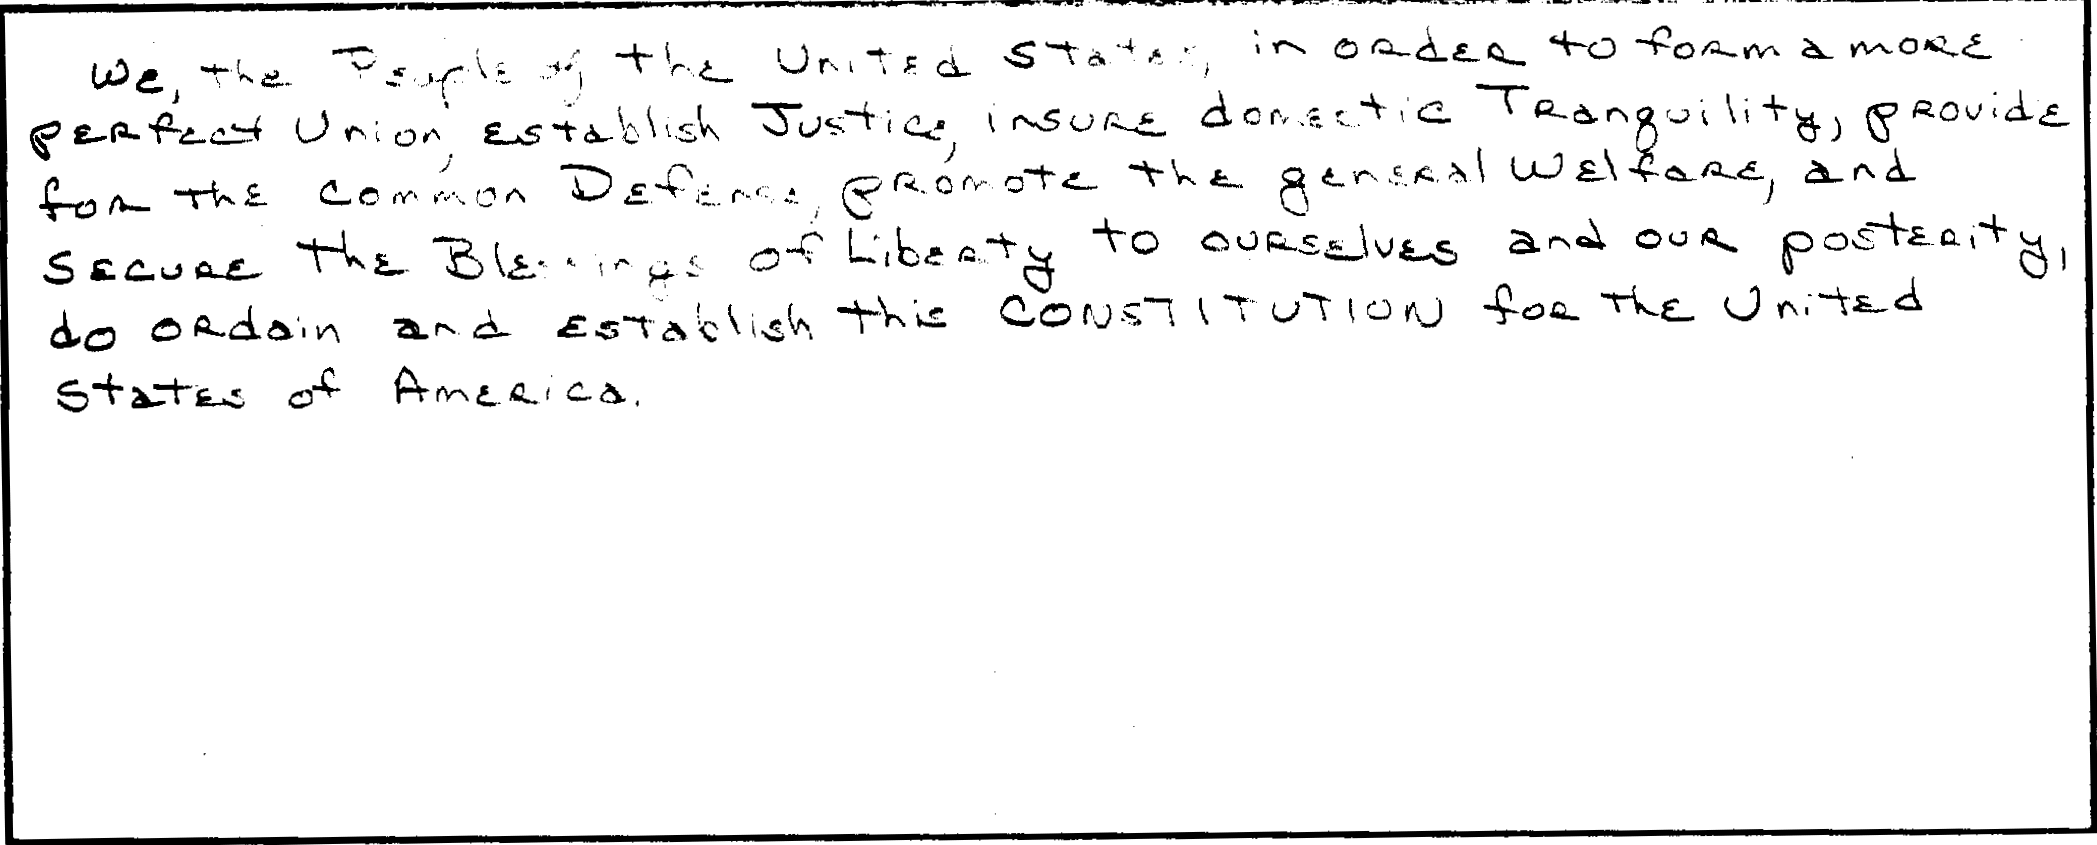 We, the People of the United States, in order to form a more
perfect Union, establish Justice, insure domestic Tranquility, provide
for the common Defense, promote the general Welfare, and
secure the Blessings of Liberty to ourselves and our posterity,
do ordain and establish this CONSTITUTION for the United
States of America.